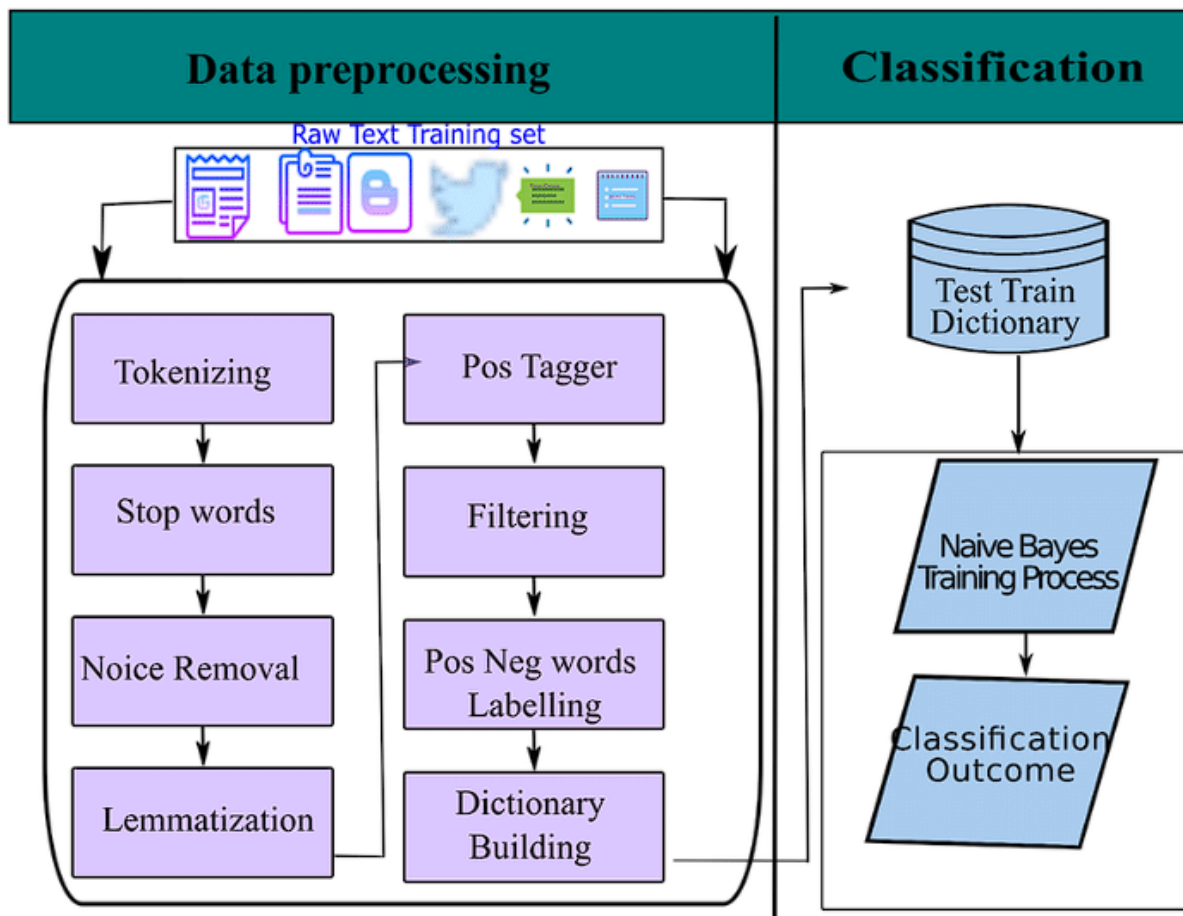 Data preprocessing
Classification
Raw Text Training set
Tokenizing
Stop words
Noice Removal
Lemmatization
Pos Tagger
Filtering
Pos Neg words
Labelling
Dictionary
Building
Test Train
Dictionary
Naive Bayes
Training Process
Classification
Outcome